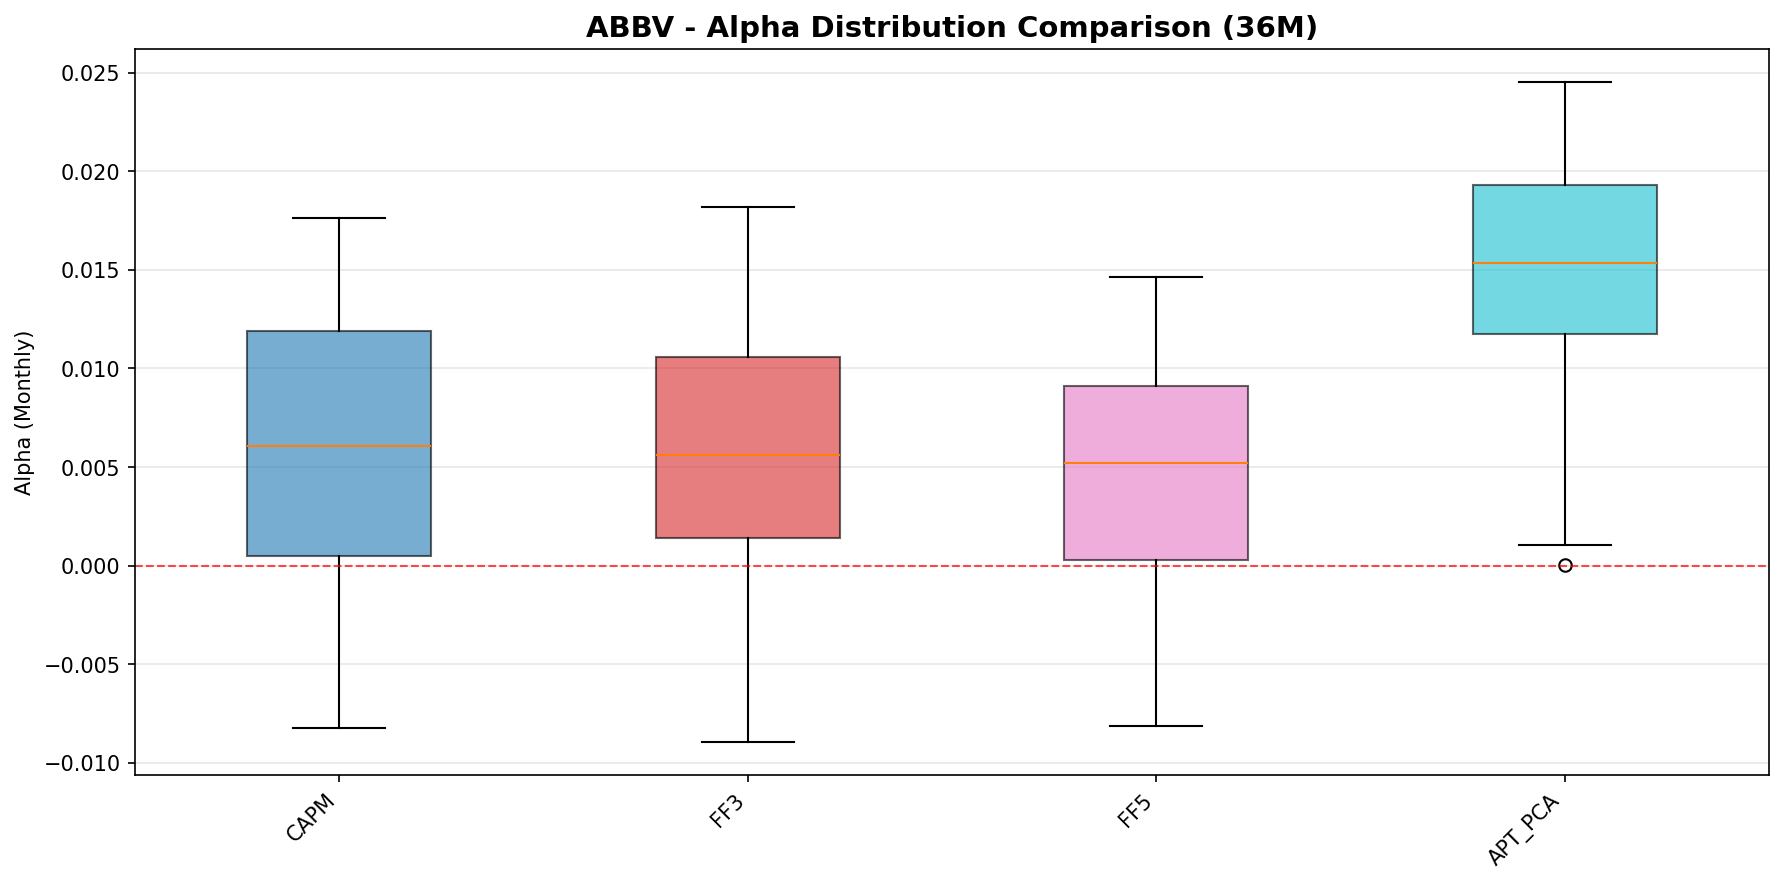 ABBV - Alpha Distribution Comparison (36M)
Alpha (Monthly)
0.025
0.020
0.015
0.010
0.005
0.000
−0.005
−0.010
CAPM
FF3
FF5
APT_PCA